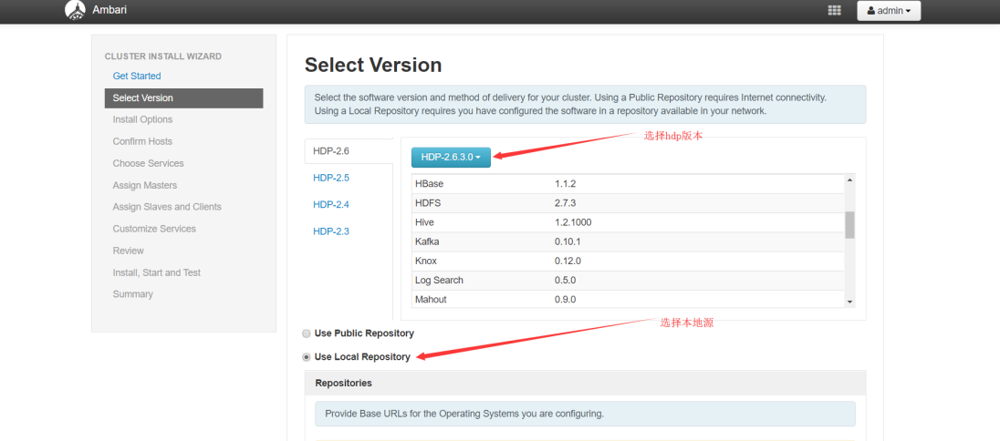 Ambari
admin
CLUSTER INSTALL WIZARD
Get Started
Select Version
Install Options
Confirm Hosts
Choose Services
Assign Masters
Assign Slaves and Clients
Customize Services
Review
Install, Start and Test
Summary
Select Version
Select the software version and method of delivery for your cluster. Using a Public Repository requires Internet connectivity.
Using a Local Repository requires you have configured the software in a repository available in your network.
选择hdp版本
HDP-2.6
HDP-2.5
HDP-2.4
HDP-2.3
HDP-2.6.3.0
HBase 1.1.2
HDFS 2.7.3
Hive 1.2.1000
Kafka 0.10.1
Knox 0.12.0
Log Search 0.5.0
Mahout 0.9.0
选择本地源
Use Public Repository
Use Local Repository
Repositories
Provide Base URLs for the Operating Systems you are configuring.